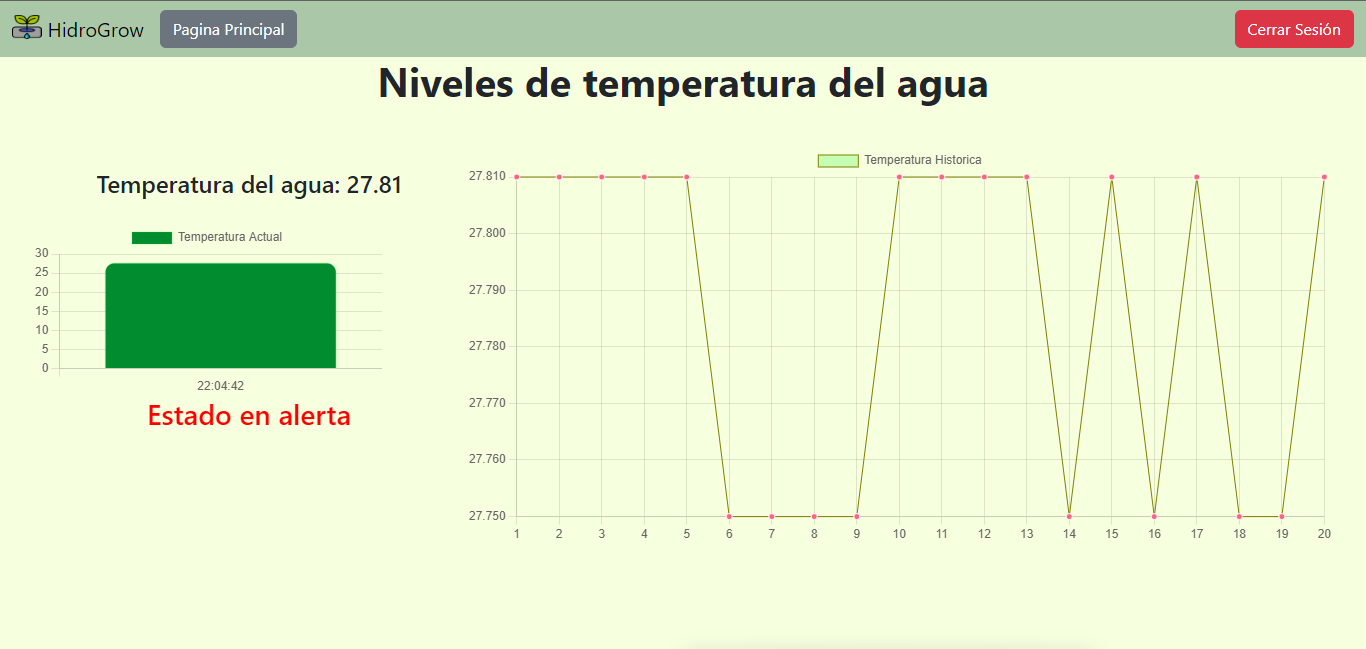 HidroGrow
Pagina Principal
Cerrar Sesión
Niveles de temperatura del agua
Temperatura del agua: 27.81
Temperatura Actual
30
25
20
15
10
5
0
22:04:42
Estado en alerta
Temperatura Historica
27.810
27.800
27.790
27.780
27.770
27.760
27.750
1 2 3 4 5 6 7 8 9 10 11 12 13 14 15 16 17 18 19 20